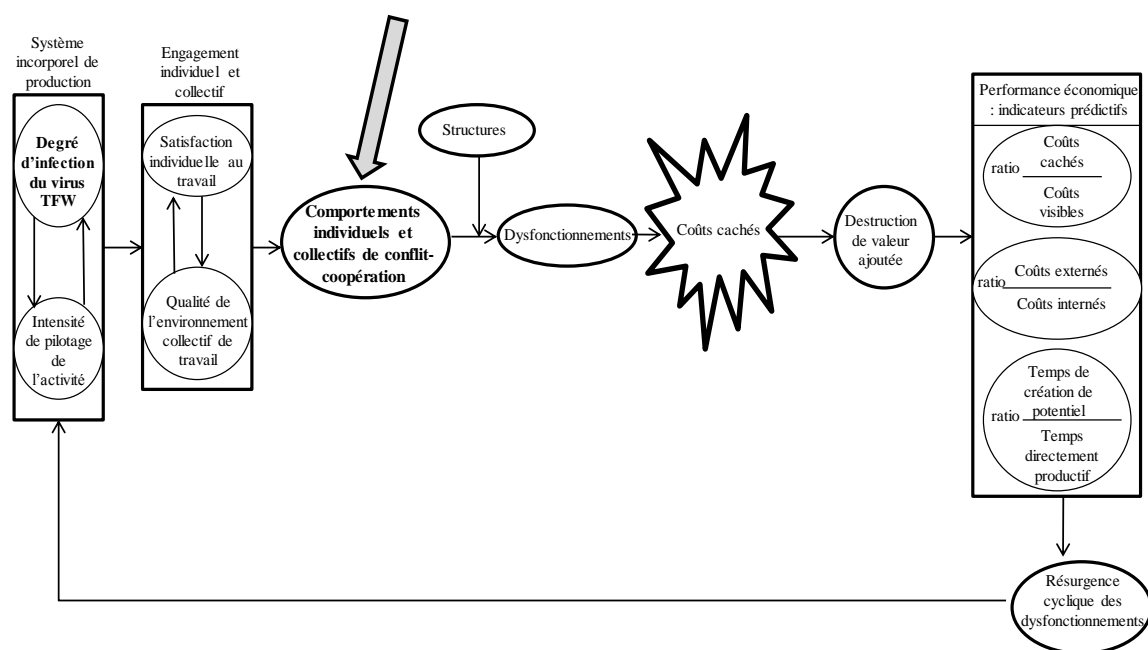 Système
incorporel de
production
Degré
d'infection
du virus
TFW
Intensité
de pilotage
de
l'activité
Engagement
individuel et
collectif
Satisfaction
individuelle au
travail
Qualité de
l'environnement
collectif de
travail
Comportements
individuels et
collectifs de conflit-
coopération
Structures
Dysfonctionnements
Coûts cachés
Destruction
de valeur
ajoutée
Performance économique
: indicateurs prédictifs
ratio
Coûts
cachés
Coûts
visibles
ratio
Coûts externés
Coûts internés
ratio
Temps de
création de
potentiel
Temps
directement
productif
Résurgence
cyclique des
dysfonctionnements